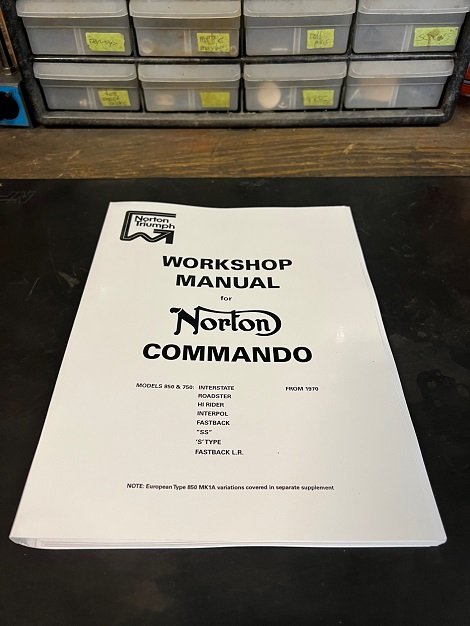 Norton
Triumph
WORKSHOP
MANUAL
for
Norton
COMMANDO
MODELS 850 & 750: INTERSTATE FROM 1970
ROADSTER
HI RIDER
INTERPOL
FASTBACK
"SS"
'S' TYPE
FASTBACK L.R.
NOTE: European Type 850 MK1A variations covered in separate supplement